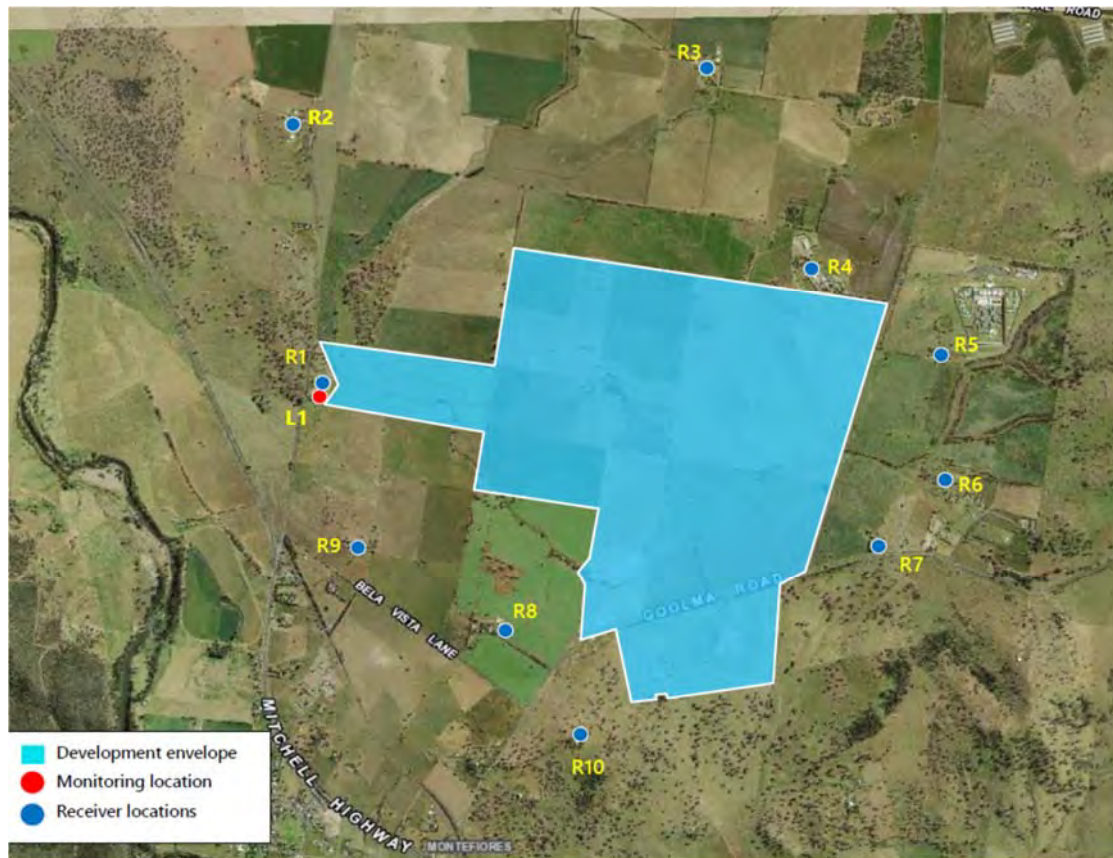 ROAD
R3
R2
R4
R5
R1
L1
R6
R9
R7
GOOLMA ROAD
R8
BELA VISTA LANE
R10
MITCHELL HIGHWAY
MONTEFIORES
Development envelope
Monitoring location
Receiver locations